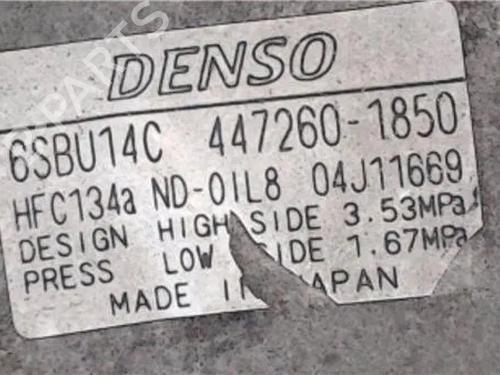 DENSO
6SBU14C 447260-1850
HFC134a ND-OIL8 04J11669
DESIGN HIGH SIDE 3.53MPa
PRESS LOW SIDE 1.67MPa
MADE IN JAPAN
PARTS